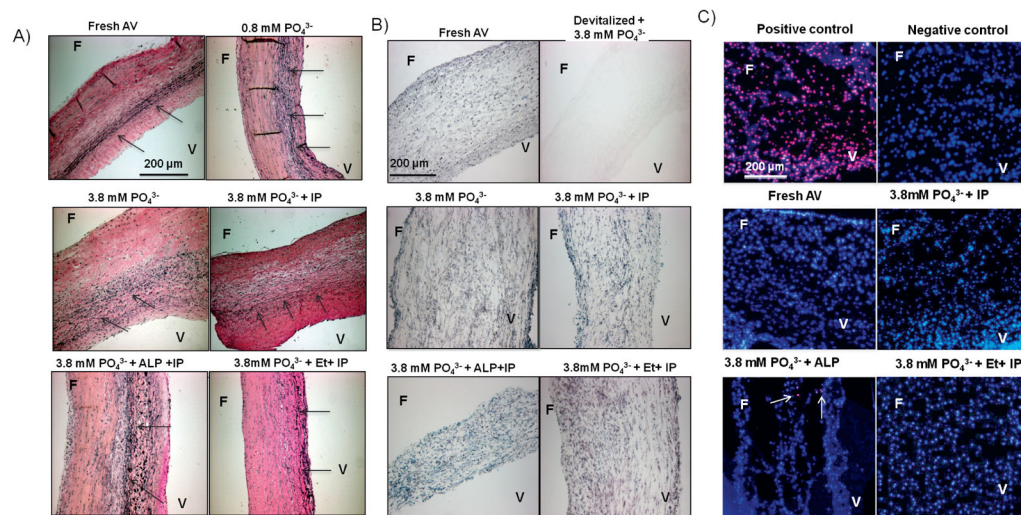 A)
Fresh AV
0.8 mM PO₄³⁻
F
V
200 µm
F
V
3.8 mM PO₄³⁻
3.8 mM PO₄³⁻ + IP
F
V
F
V
3.8 mM PO₄³⁻ + ALP +IP
3.8mM PO₄³⁻ + Et+ IP
F
V
F
V
B)
Fresh AV
Devitalized +
3.8 mM PO₄³⁻
F
V
200 µm
F
V
3.8 mM PO₄³⁻
3.8 mM PO₄³⁻ + IP
F
V
F
V
3.8 mM PO₄³⁻ + ALP+IP
3.8mM PO₄³⁻ + Et+ IP
F
V
F
V
C)
Positive control
Negative control
F
V
200 µm
F
V
Fresh AV
3.8mM PO₄³⁻ + IP
F
V
F
V
3.8 mM PO₄³⁻ + ALP
3.8 mM PO₄³⁻ + Et+ IP
F
V
F
V